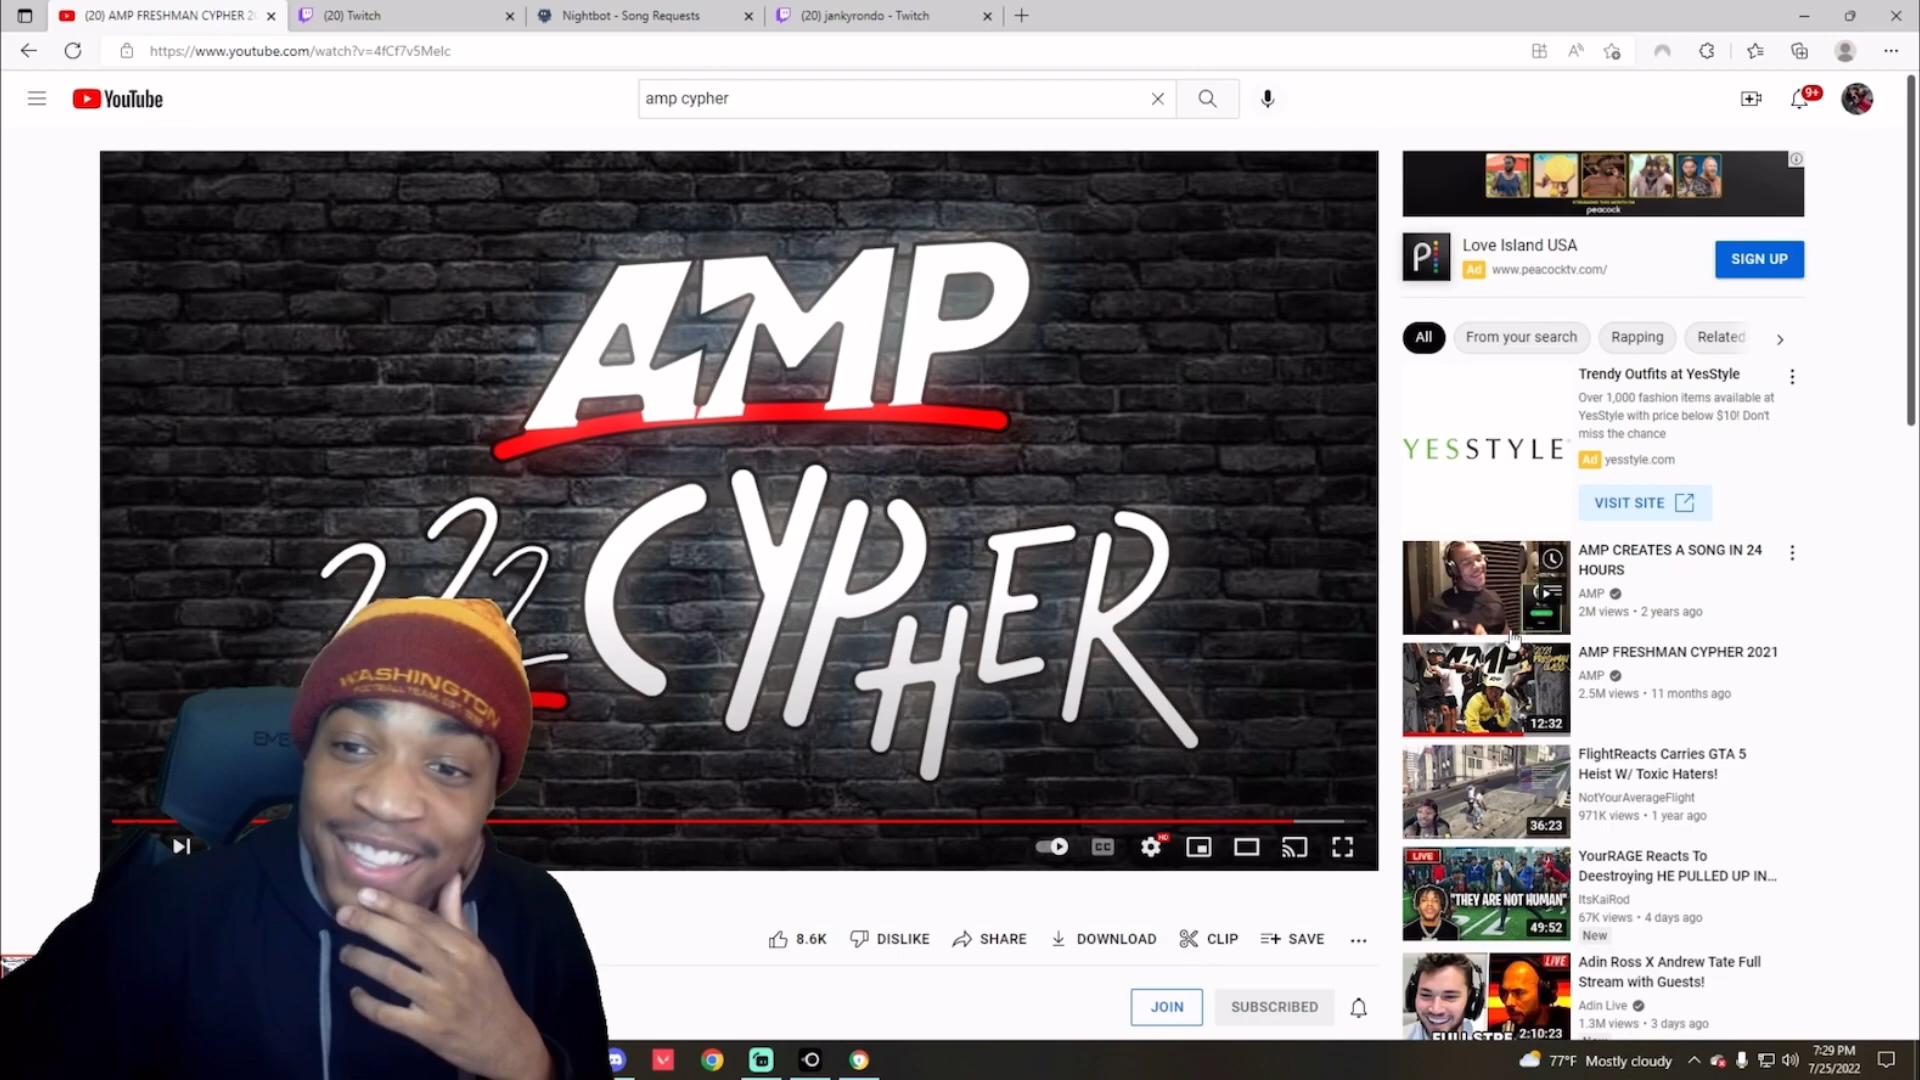 (20) AMP FRESHMAN CYPHER 2
(20) Twitch
Nightbot - Song Requests
(20) jankyrondo - Twitch
https://www.youtube.com/watch?v=4fCf7v5MeIc
YouTube
amp cypher
9+
AMP
222 CYPHER
WASHINGTON
FOOTBALL TEAM
HD
CC
8.6K
DISLIKE
SHARE
DOWNLOAD
CLIP
SAVE
JOIN
SUBSCRIBED
peacock
Love Island USA
Ad www.peacocktv.com/
SIGN UP
All
From your search
Rapping
Related
Trendy Outfits at YesStyle
Over 1,000 fashion items available at
YesStyle with price below $10! Don't
miss the chance
Ad yesstyle.com
YESSTYLE
VISIT SITE
AMP CREATES A SONG IN 24
HOURS
AMP
2M views • 2 years ago
AMP FRESHMAN CYPHER 2021
AMP
2.5M views • 11 months ago
12:32
FlightReacts Carries GTA 5
Heist W/ Toxic Haters!
NotYourAverageFlight
971K views • 1 year ago
36:23
YourRAGE Reacts To
Deestroying HE PULLED UP IN...
ItsKaiRod
67K views • 4 days ago
New
LIVE
"THEY ARE NOT HUMAN"
49:52
Adin Ross X Andrew Tate Full
Stream with Guests!
Adin Live
1.3M views • 3 days ago
LIVE
2:10:23
77°F Mostly cloudy
7:29 PM
7/25/2022